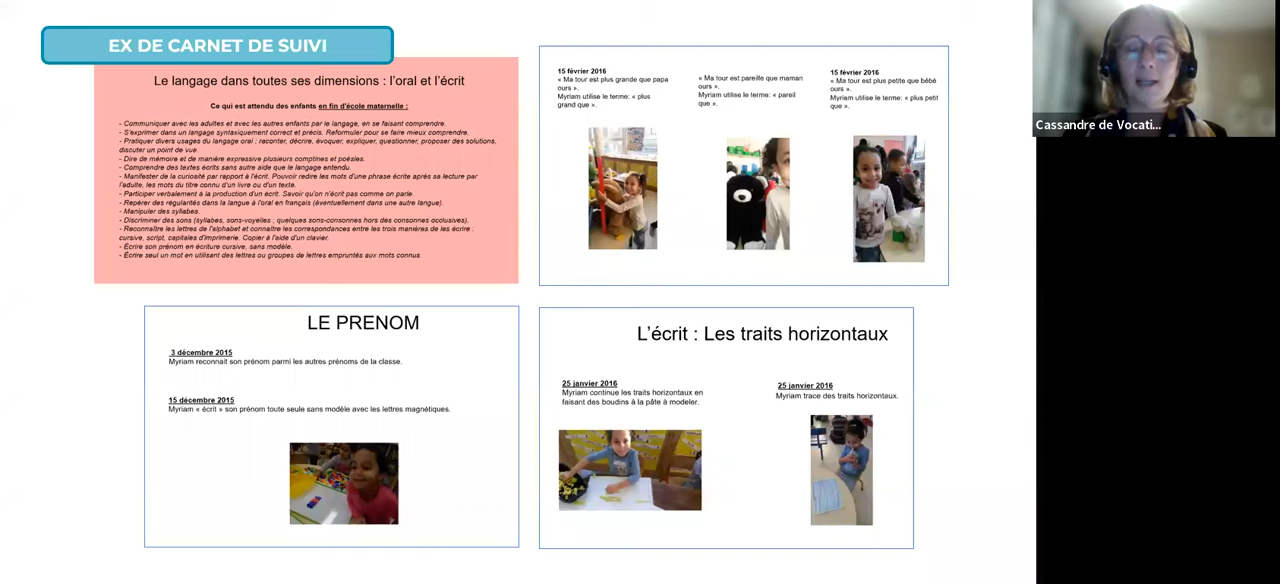 EX DE CARNET DE SUIVI
Le langage dans toutes ses dimensions : l'oral et l'écrit
Ce qui est attendu des enfants en fin d'école maternelle :
- Communiquer avec les adultes et avec les autres enfants par le langage, en se faisant comprendre.
- S'exprimer dans un langage syntaxiquement correct et précis. Reformuler pour se faire mieux comprendre.
- Pratiquer divers usages du langage oral : raconter, décrire, évoquer, expliquer, questionner, proposer des solutions,
discuter un point de vue.
- Dire de mémoire et de manière expressive plusieurs comptines et poésies.
- Comprendre des textes écrits sans autre aide que le langage entendu.
- Manifester de la curiosité par rapport à l'écrit. Pouvoir redire les mots d'une phrase écrite après sa lecture par
l'adulte, les mots du titre connu d'un livre ou d'un texte.
- Participer verbalement à la production d'un écrit. Savoir qu'on n'écrit pas comme on parle.
- Repérer des régularités dans la langue à l'oral en français (éventuellement dans une autre langue).
- Manipuler des syllabes.
- Discriminer des sons (syllabes, sons-voyelles ; quelques sons-consonnes hors des consonnes occlusives).
- Reconnaître les lettres de l'alphabet et connaître les correspondances entre les trois manières de les écrire :
cursive, script, capitales d'imprimerie. Copier à l'aide d'un clavier.
- Écrire son prénom en écriture cursive, sans modèle.
- Écrire seul un mot en utilisant des lettres ou groupes de lettres empruntés aux mots connus
15 février 2016
« Ma tour est plus grande que papa
ours ».
Myriam utilise le terme: « plus
grand que ».
« Ma tour est pareille que maman
ours ».
Myriam utilise le terme: « pareil
que ».
15 février 2016
« Ma tour est plus petite que bébé
ours ».
Myriam utilise le terme: « plus petit
que ».
LE PRENOM
3 décembre 2015
Myriam reconnait son prénom parmi les autres prénoms de la classe.
15 décembre 2015
Myriam « écrit » son prénom toute seule sans modèle avec les lettres magnétiques.
L'écrit : Les traits horizontaux
25 janvier 2016
Myriam continue les traits horizontaux en
faisant des boudins à la pâte à modeler.
25 janvier 2016
Myriam trace des traits horizontaux.
Cassandre de Vocati...